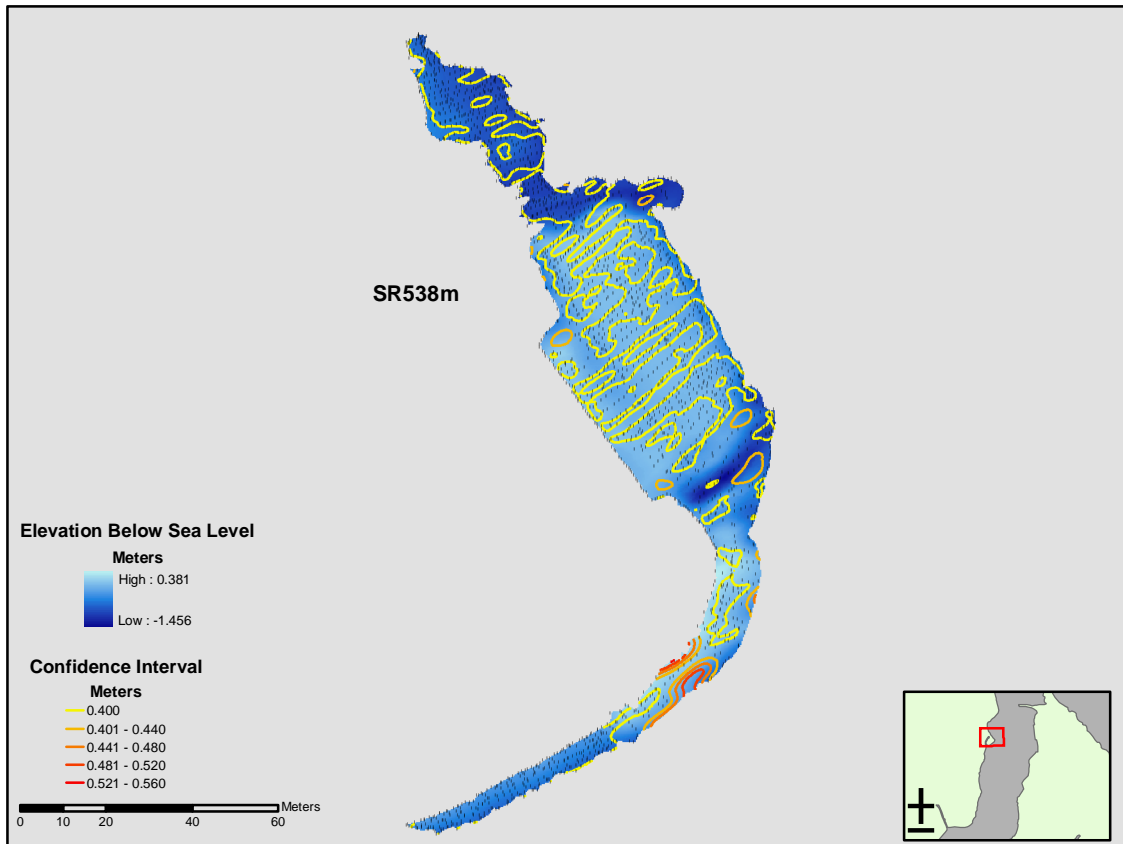 SR538m
Elevation Below Sea Level
Meters
High : 0.381
Low : -1.456
Confidence Interval
Meters
0.400
0.401 - 0.440
0.441 - 0.480
0.481 - 0.520
0.521 - 0.560
Meters
0 10 20 40 60